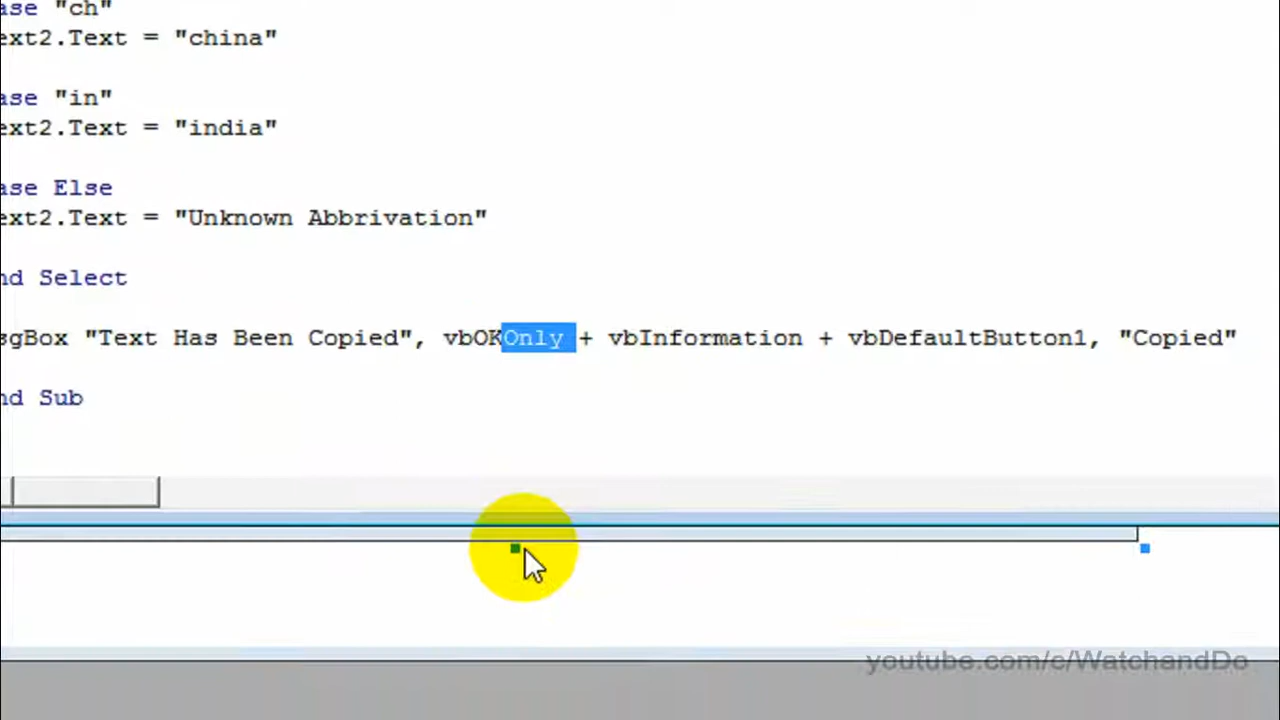 ase "ch"
ext2.Text = "china"
ase "in"
ext2.Text = "india"
ase Else
ext2.Text = "Unknown Abbrivation"
nd Select
sgBox "Text Has Been Copied", vbOKOnly + vbInformation + vbDefaultButton1, "Copied"
nd Sub
youtube.com/c/WatchandDo